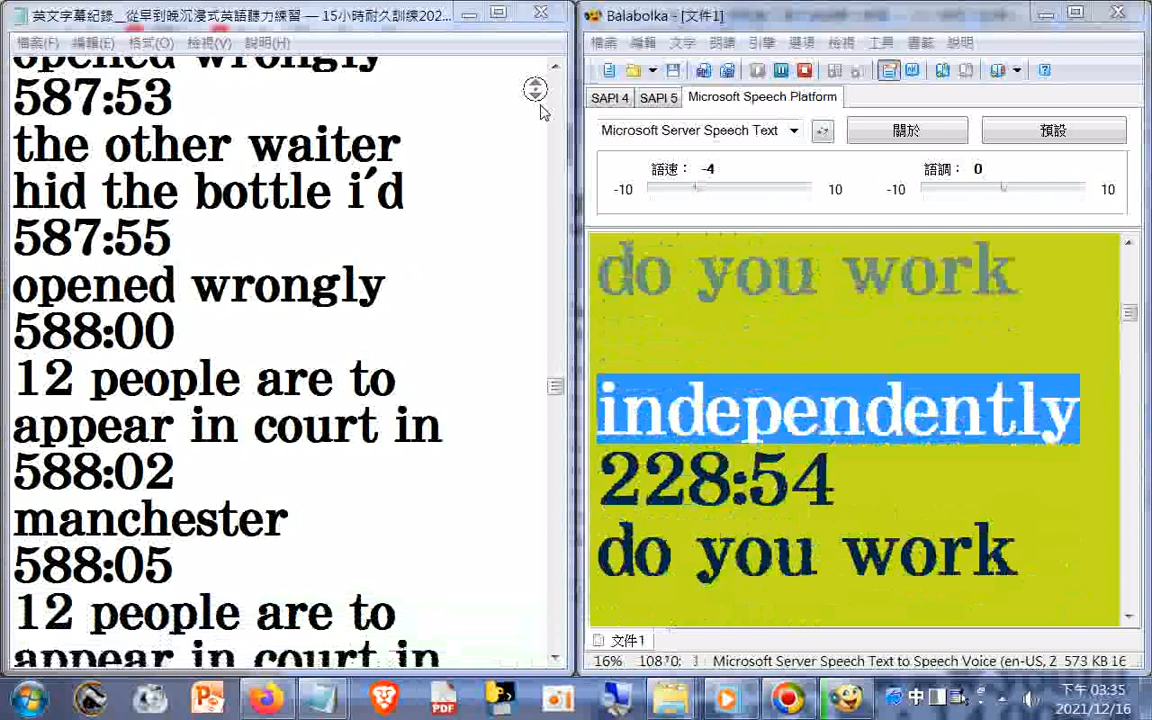 英文字幕紀錄__從早到晚沉浸式英語聽力練習 — 15小時耐久訓練202...
檔案(F) 編輯(E) 格式(O) 檢視(V) 說明(H)
opened wrongly
587:53
the other waiter
hid the bottle i'd
587:55
opened wrongly
588:00
12 people are to
appear in court in
588:02
manchester
588:05
12 people are to
appear in court in
Balabolka - [文件1]
檔案 編輯 文字 朗讀 引擎 選項 檢視 工具 書籤 說明
SAPI 4 SAPI 5 Microsoft Speech Platform
Microsoft Server Speech Text 關於 預設
語速： -4 語調： 0
-10 10 -10 10
do you work
independently
228:54
do you work
文件1
16% Microsoft Server Speech Text to Speech Voice (en-US, 2 573 KB 16
中
下午 03:35
2021/12/16